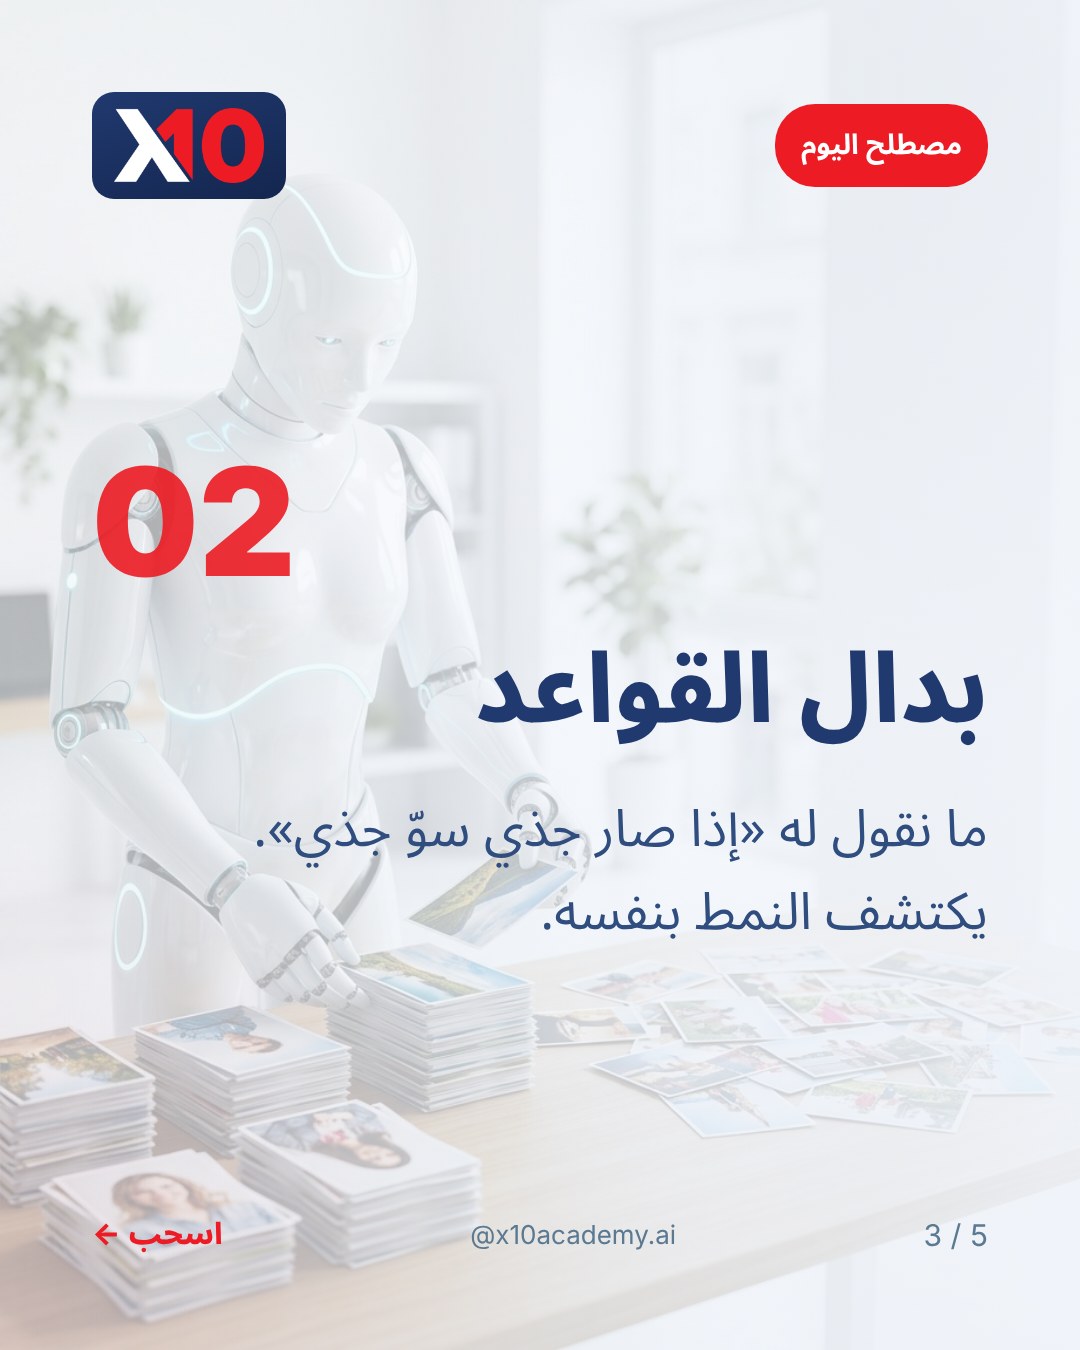 X10
مصطلح اليوم
02
بدال القواعد
ما نقول له «إذا صار جذي سوّ جذي».
يكتشف النمط بنفسه.
اسحب ←
@x10academy.ai
3 / 5